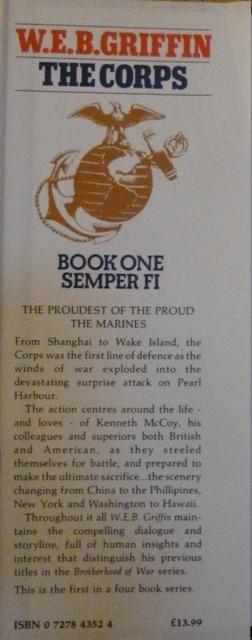 W.E.B.GRIFFIN
THE CORPS
BOOK ONE
SEMPER FI
THE PROUDEST OF THE PROUD
THE MARINES
From Shanghai to Wake Island, the
Corps was the first line of defence as the
winds of war exploded into the
devastating surprise attack on Pearl
Harbour.
The action centres around the life -
and loves - of Kenneth McCoy, his
colleagues and superiors both British
and American, as they steeled
themselves for battle, and prepared to
make the ultimate sacrifice...the scenery
changing from China to the Phillipines,
New York and Washington to Hawaii.
Throughout it all W.E.B. Griffin main-
tains the compelling dialogue and
storyline, full of human insights and
interest that distinguish his previous
titles in the Brotherhood of War series.
This is the first in a four book series.
ISBN 0 7278 4352 4 £13.99